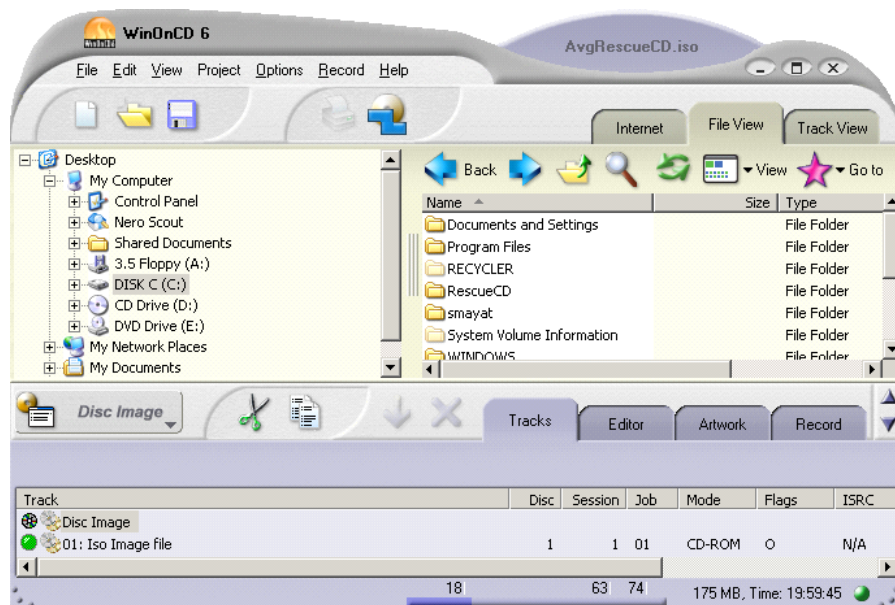 WinOnCD 6
AvgRescueCD.iso
File Edit View Project Options Record Help
Internet File View Track View
Desktop
My Computer
Control Panel
Nero Scout
Shared Documents
3.5 Floppy (A:)
DISK C (C:)
CD Drive (D:)
DVD Drive (E:)
My Network Places
My Documents
Back View Go to
Name Size Type
Documents and Settings File Folder
Program Files File Folder
RECYCLER File Folder
RescueCD File Folder
smayat File Folder
System Volume Information File Folder
WINDOWS File Folder
Disc Image
Tracks Editor Artwork Record
Track Disc Session Job Mode Flags ISRC
Disc Image
01: Iso Image file 1 1 01 CD-ROM O N/A
18 63 74 175 MB, Time: 19:59:45